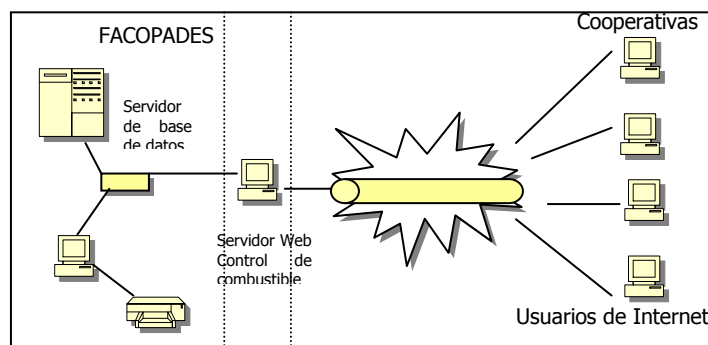 FACOPADES
Cooperativas
Servidor
de base
de datos
Servidor Web
Control de
combustible
Usuarios de Internet